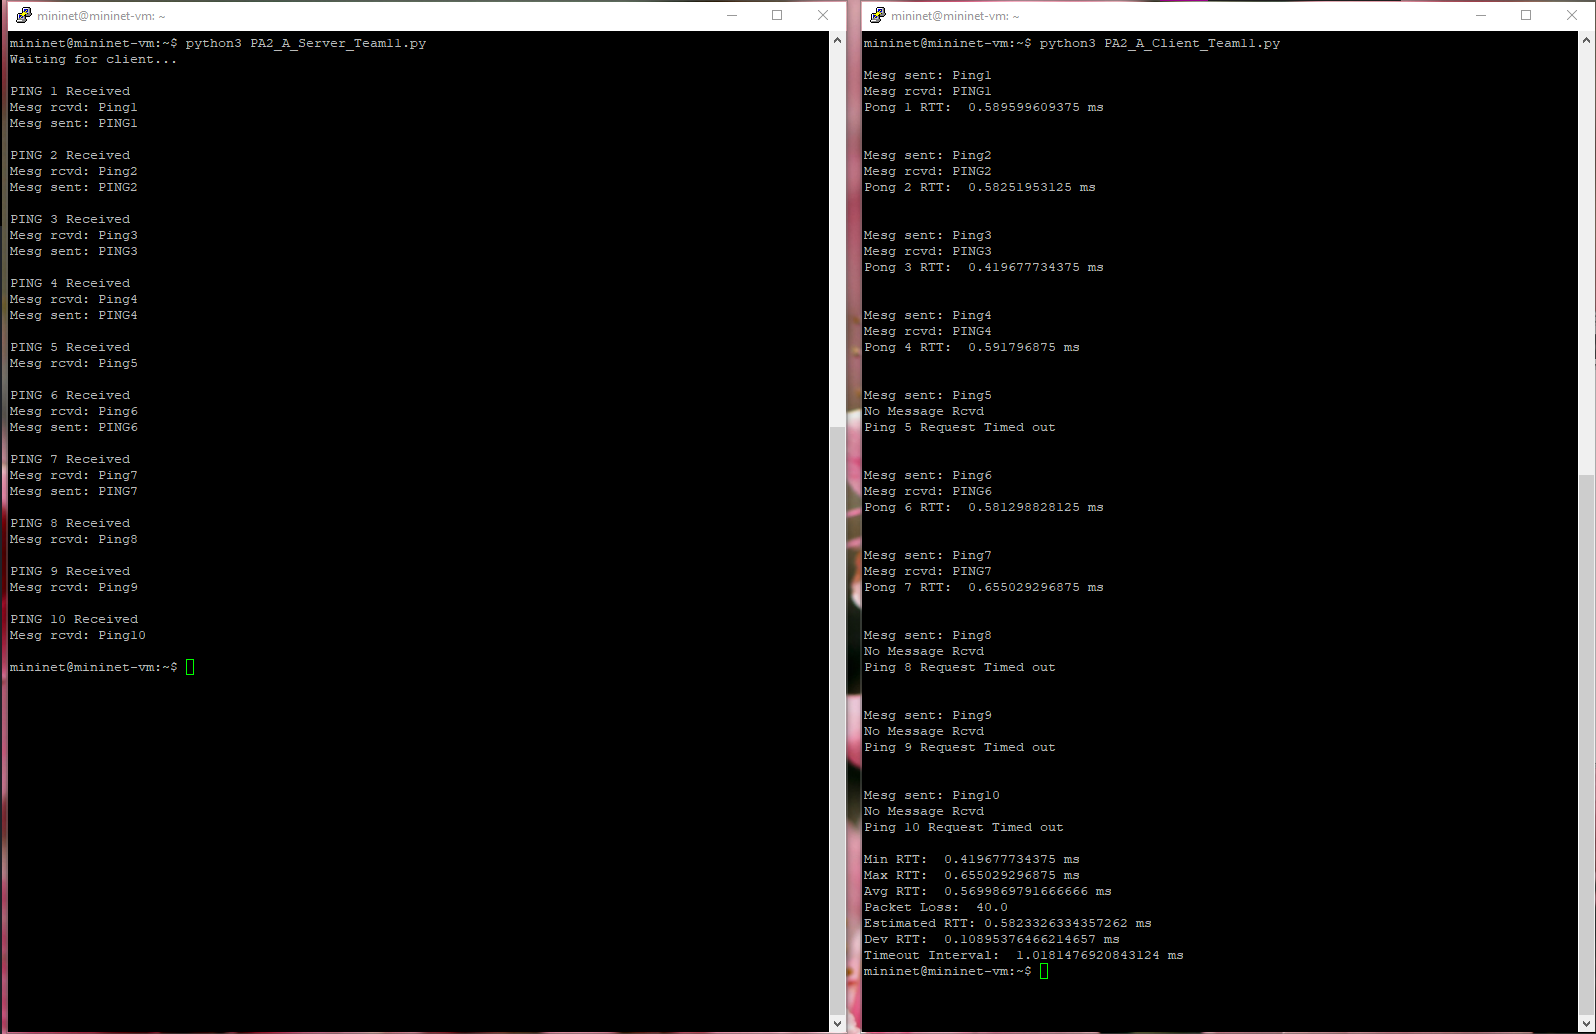 mininet@mininet-vm: ~
mininet@mininet-vm:~$ python3 PA2_A_Server_Team11.py
Waiting for client...
PING 1 Received
Mesg rcvd: Ping1
Mesg sent: PING1
PING 2 Received
Mesg rcvd: Ping2
Mesg sent: PING2
PING 3 Received
Mesg rcvd: Ping3
Mesg sent: PING3
PING 4 Received
Mesg rcvd: Ping4
Mesg sent: PING4
PING 5 Received
Mesg rcvd: Ping5
PING 6 Received
Mesg rcvd: Ping6
Mesg sent: PING6
PING 7 Received
Mesg rcvd: Ping7
Mesg sent: PING7
PING 8 Received
Mesg rcvd: Ping8
PING 9 Received
Mesg rcvd: Ping9
PING 10 Received
Mesg rcvd: Ping10
mininet@mininet-vm:~$
mininet@mininet-vm: ~
mininet@mininet-vm:~$ python3 PA2_A_Client_Team11.py
Mesg sent: Ping1
Mesg rcvd: PING1
Pong 1 RTT:  0.589599609375 ms
Mesg sent: Ping2
Mesg rcvd: PING2
Pong 2 RTT:  0.58251953125 ms
Mesg sent: Ping3
Mesg rcvd: PING3
Pong 3 RTT:  0.419677734375 ms
Mesg sent: Ping4
Mesg rcvd: PING4
Pong 4 RTT:  0.591796875 ms
Mesg sent: Ping5
No Message Rcvd
Ping 5 Request Timed out
Mesg sent: Ping6
Mesg rcvd: PING6
Pong 6 RTT:  0.581298828125 ms
Mesg sent: Ping7
Mesg rcvd: PING7
Pong 7 RTT:  0.655029296875 ms
Mesg sent: Ping8
No Message Rcvd
Ping 8 Request Timed out
Mesg sent: Ping9
No Message Rcvd
Ping 9 Request Timed out
Mesg sent: Ping10
No Message Rcvd
Ping 10 Request Timed out
Min RTT:  0.419677734375 ms
Max RTT:  0.655029296875 ms
Avg RTT:  0.5699869791666666 ms
Packet Loss:  40.0
Estimated RTT: 0.5823326334357262 ms
Dev RTT:  0.10895376466214657 ms
Timeout Interval:  1.0181476920843124 ms
mininet@mininet-vm:~$